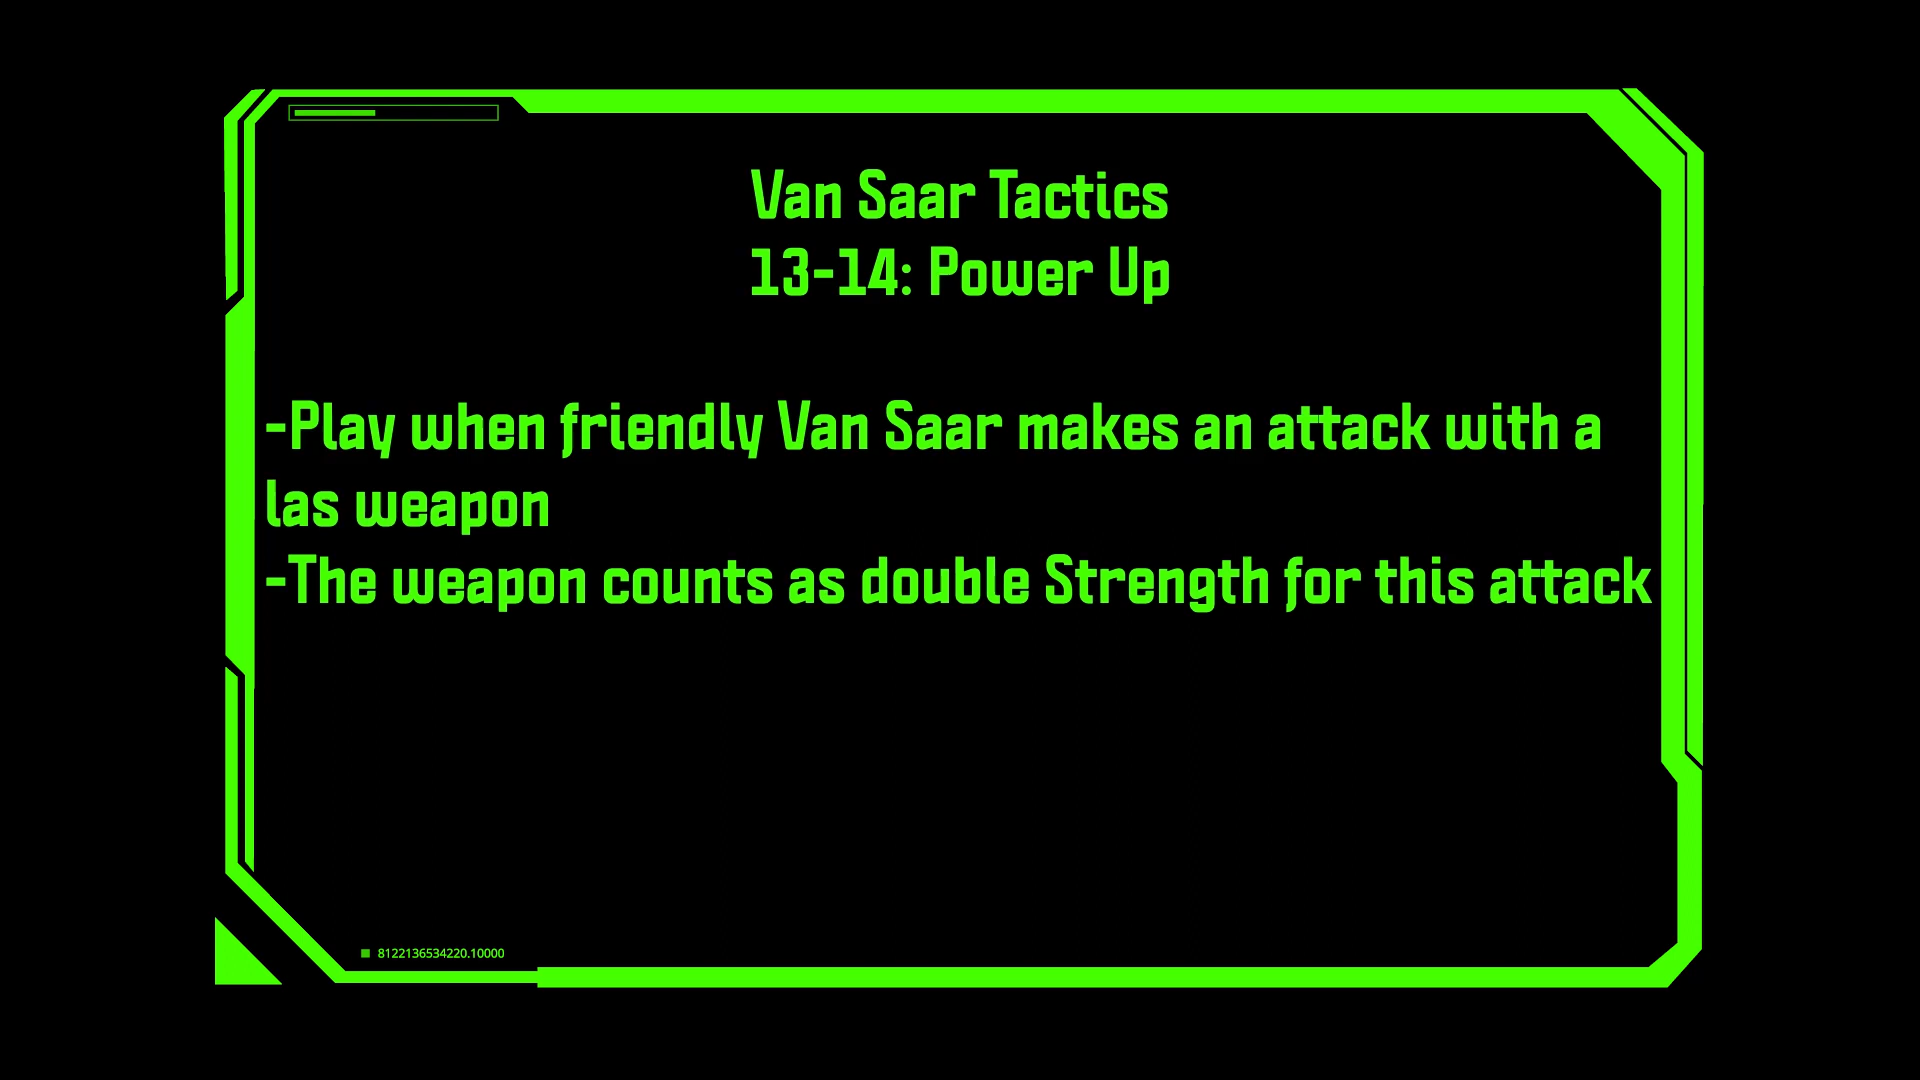 Van Saar Tactics
13-14: Power Up
-Play when friendly Van Saar makes an attack with a
las weapon
-The weapon counts as double Strength for this attack
8122136534220.10000